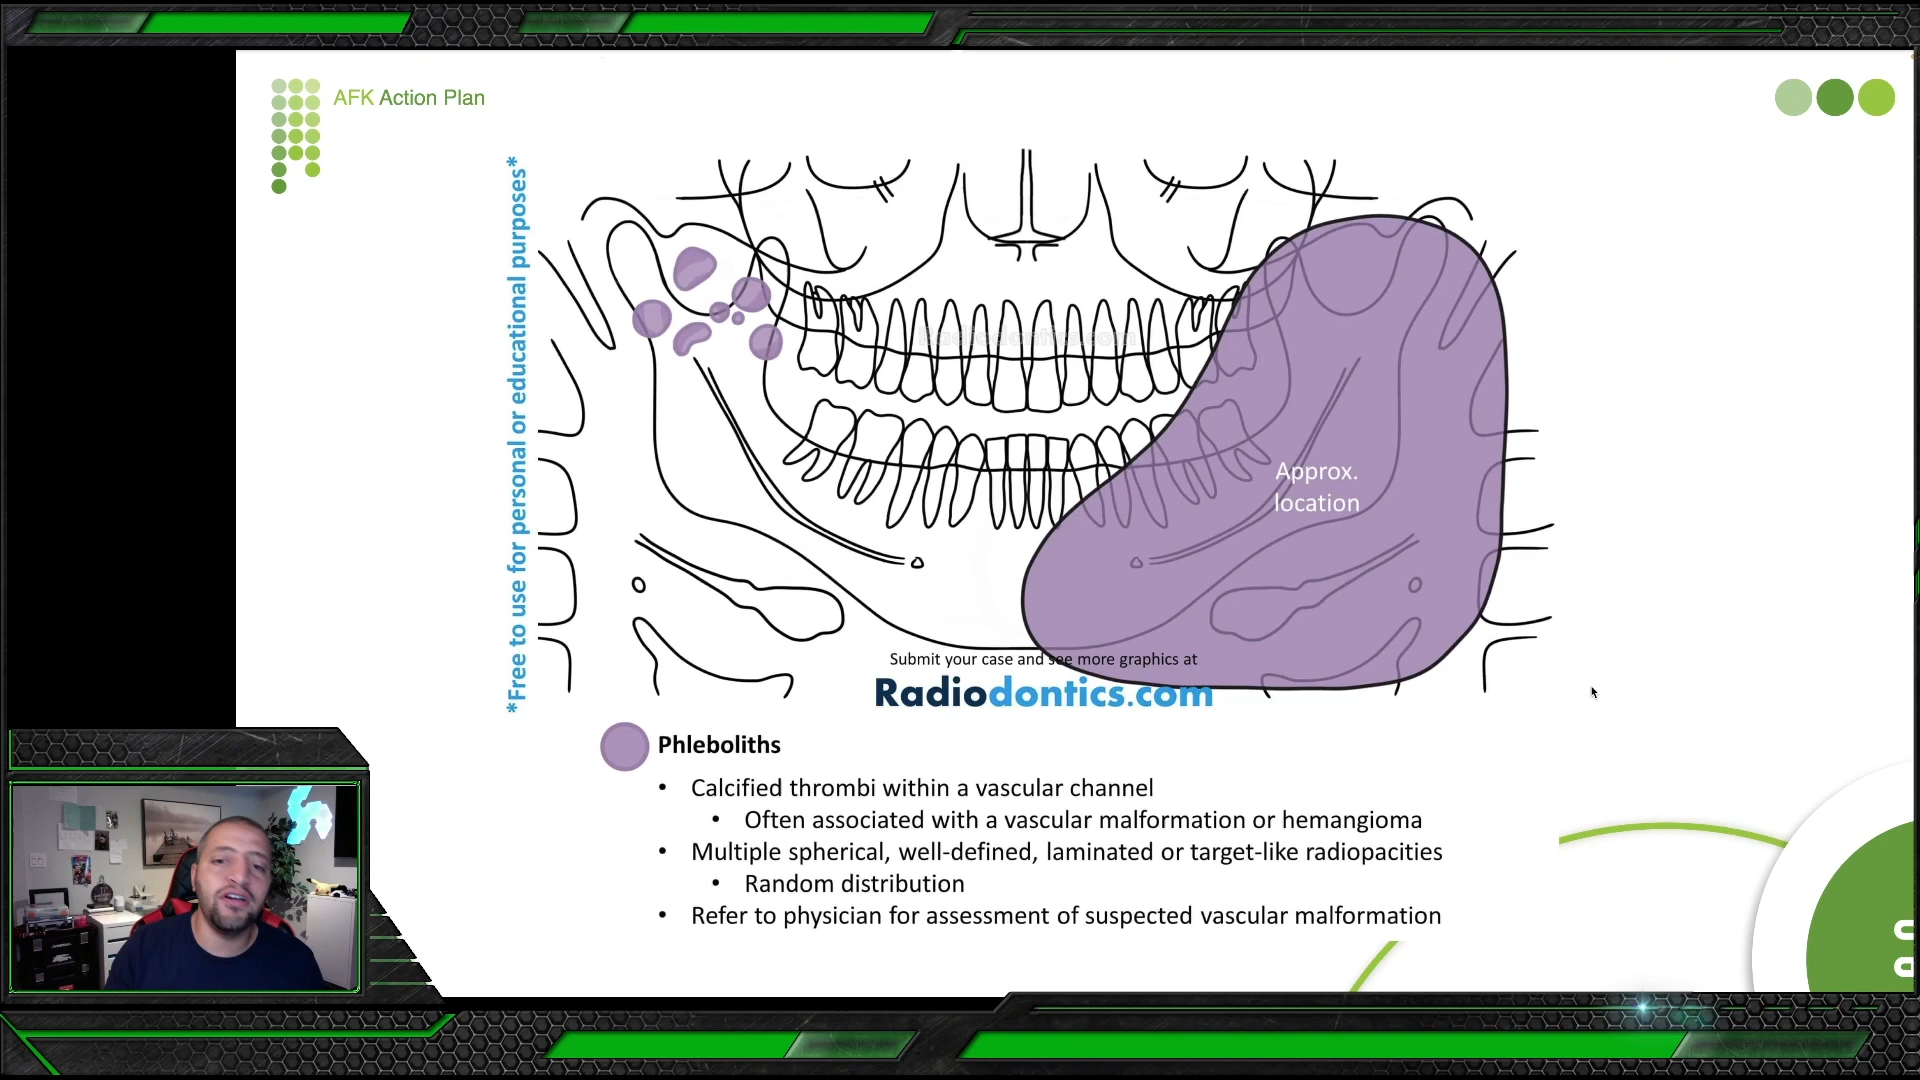 AFK Action Plan
*Free to use for personal or educational purposes*
Radiodontics.com
Approx.
location
Submit your case and see more graphics at
Radiodontics.com
Phleboliths
• Calcified thrombi within a vascular channel
• Often associated with a vascular malformation or hemangioma
• Multiple spherical, well-defined, laminated or target-like radiopacities
• Random distribution
• Refer to physician for assessment of suspected vascular malformation